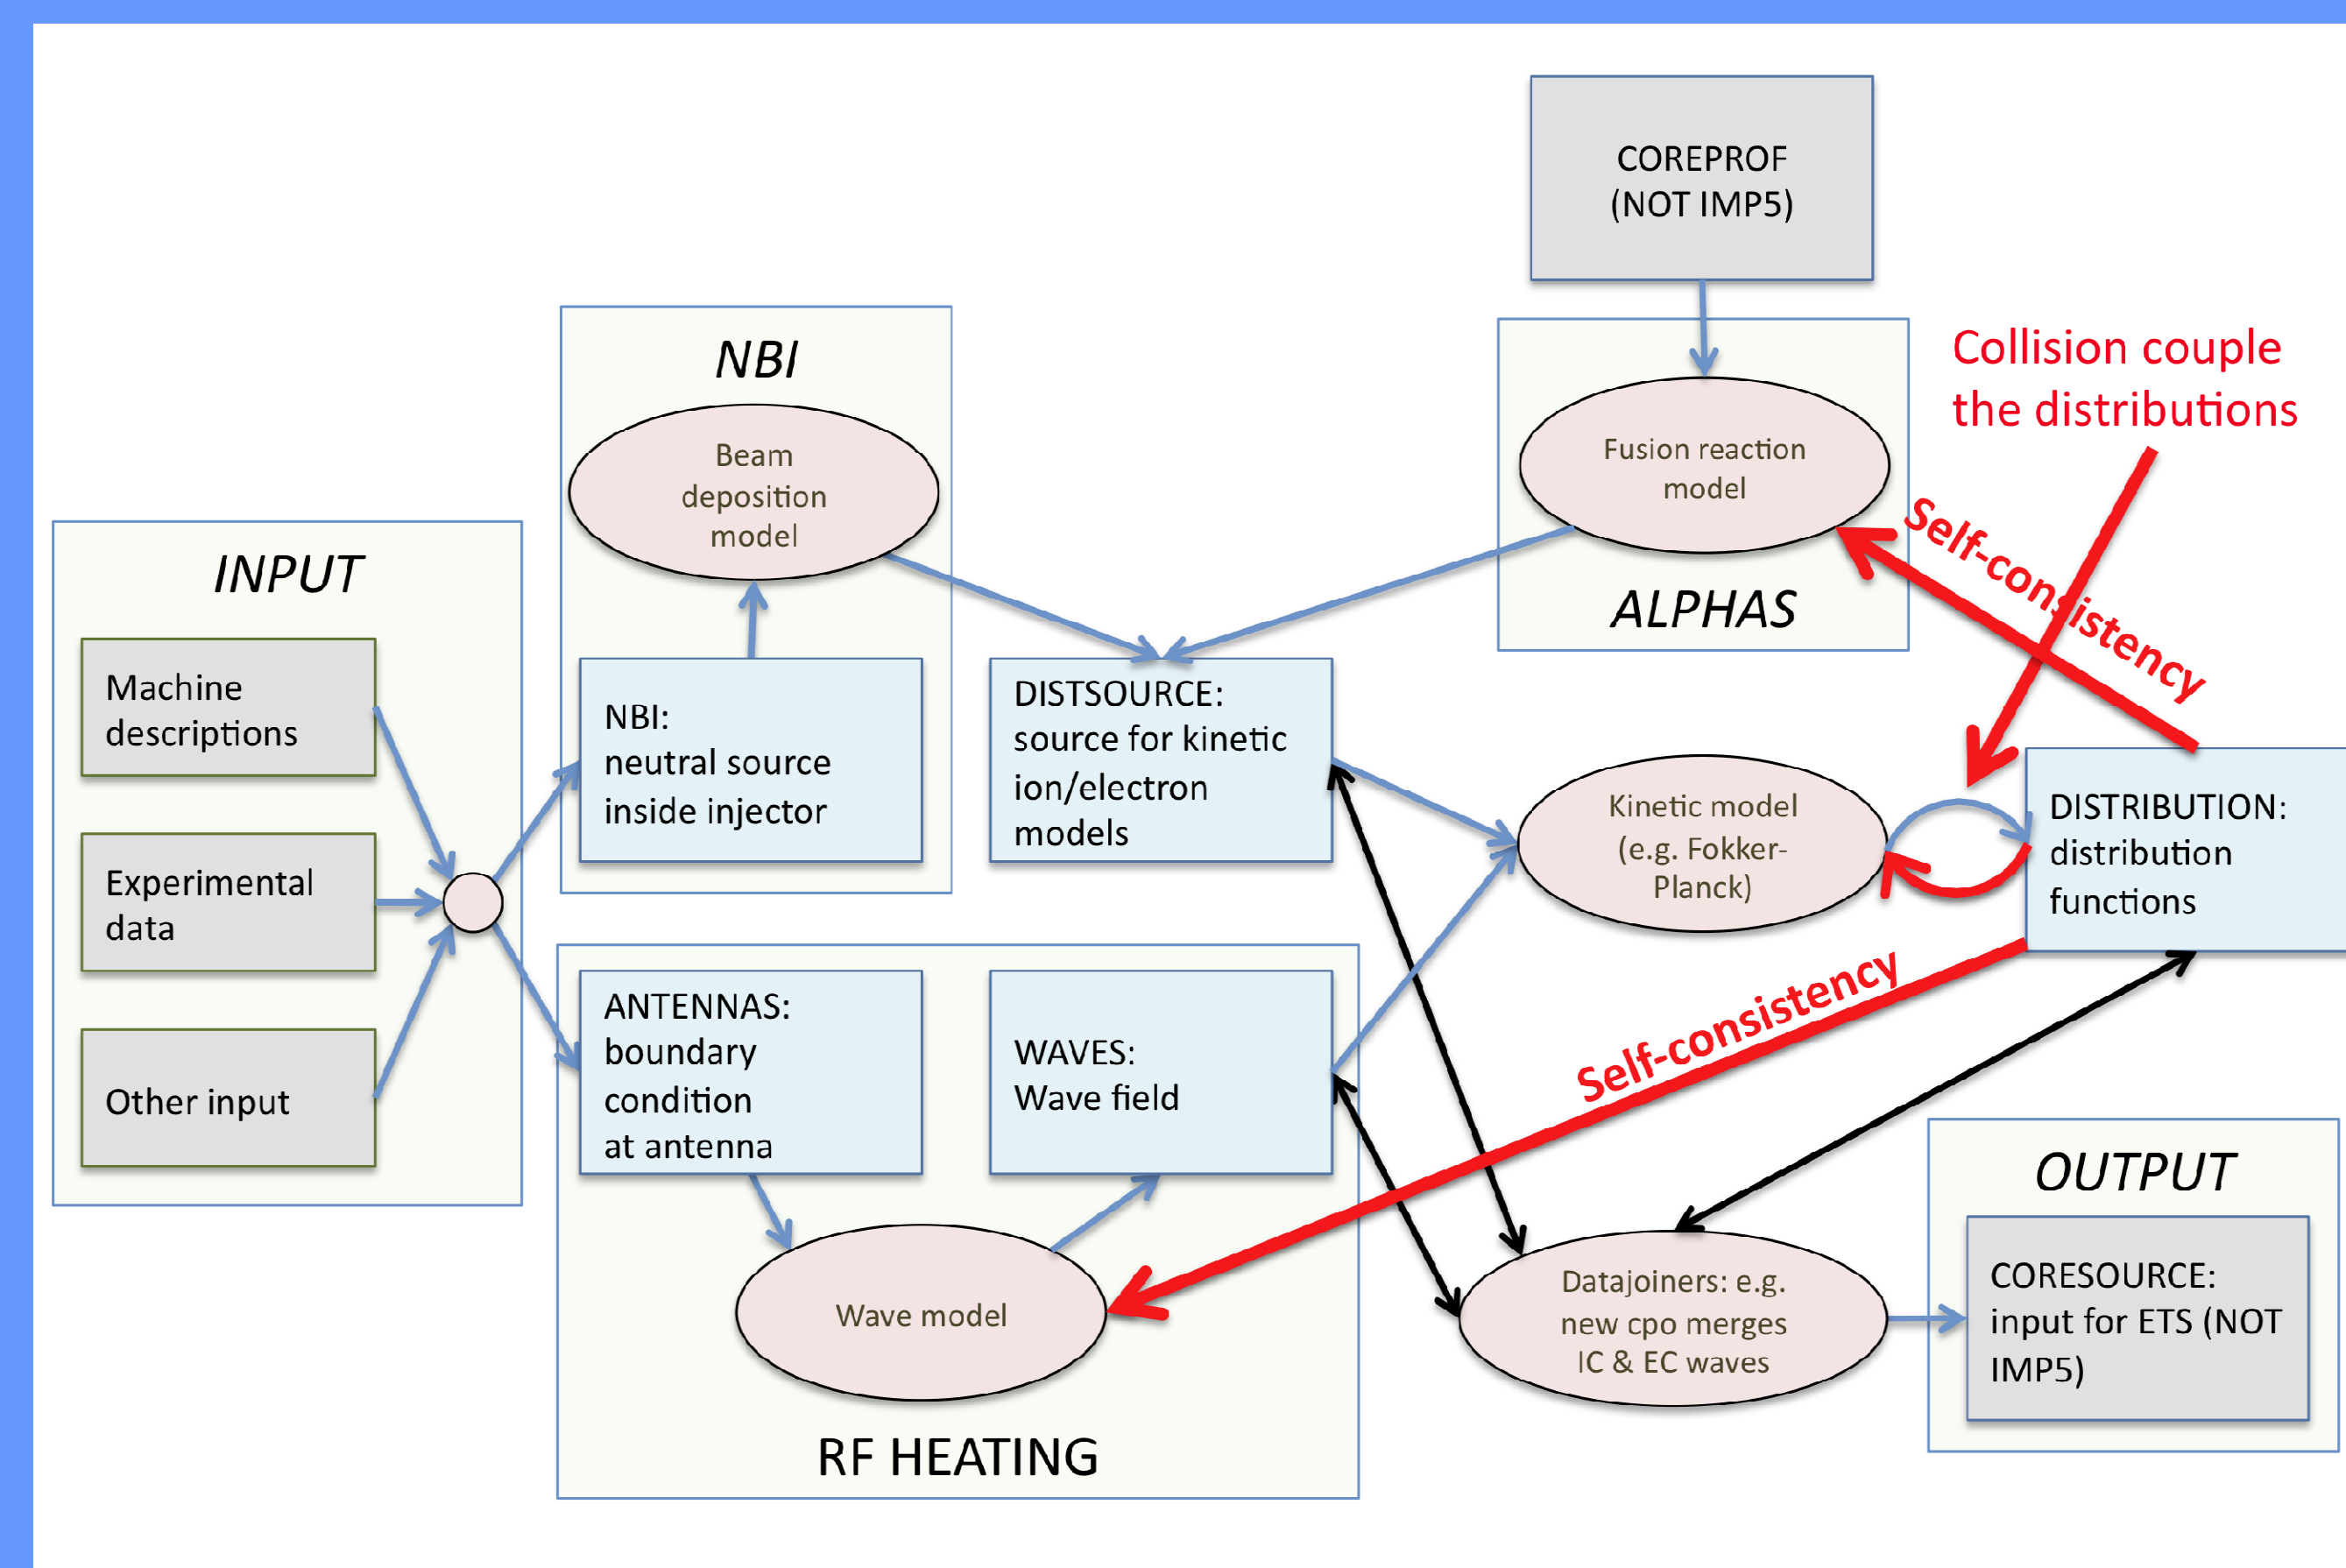 COREPROF
(NOT IMP5)
NBI
Beam
deposition
model
Fusion reaction
model
ALPHAS
Collision couple
the distributions
Self-consistency
INPUT
Machine
descriptions
Experimental
data
Other input
NBI:
neutral source
inside injector
DISTSOURCE:
source for kinetic
ion/electron
models
Kinetic model
(e.g. Fokker-
Planck)
DISTRIBUTION:
distribution
functions
ANTENNAS:
boundary
condition
at antenna
WAVES:
Wave field
Self-consistency
Wave model
RF HEATING
Datajoiners: e.g.
new cpo merges
IC & EC waves
OUTPUT
CORESOURCE:
input for ETS (NOT
IMP5)